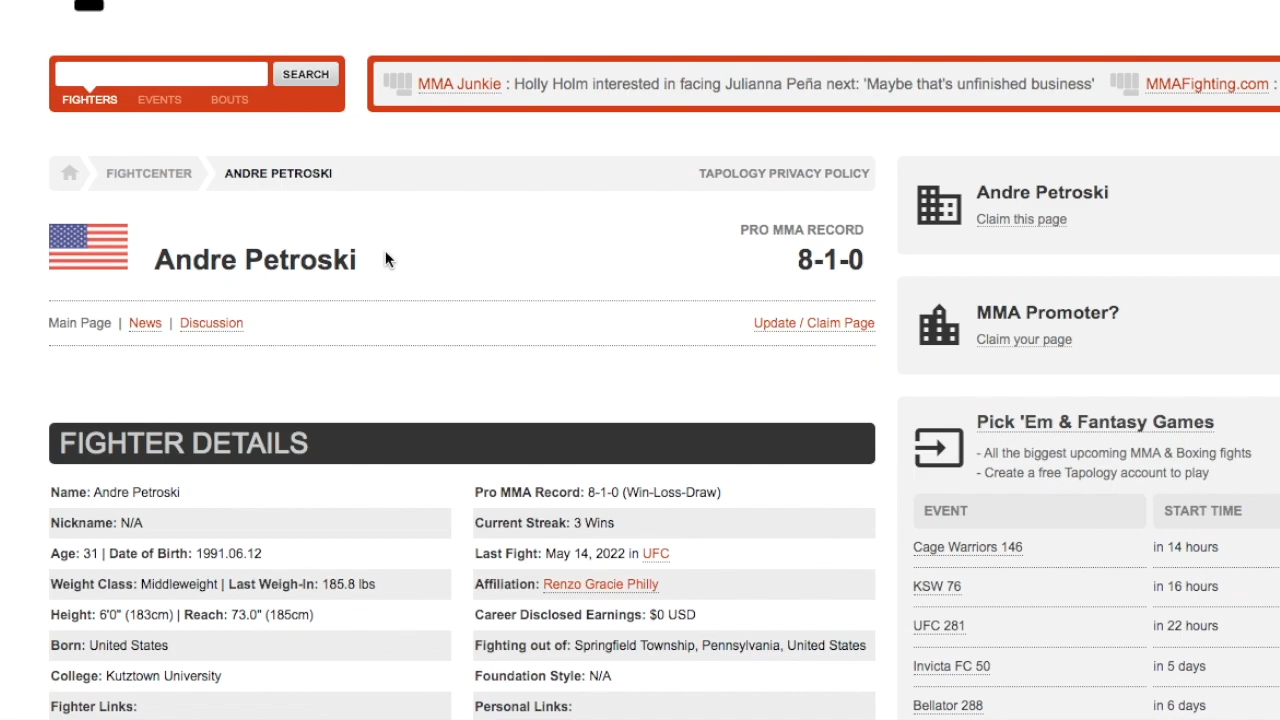 SEARCH
FIGHTERS EVENTS BOUTS
MMA Junkie : Holly Holm interested in facing Julianna Peña next: 'Maybe that's unfinished business' MMAFighting.com :
FIGHTCENTER ANDRE PETROSKI TAPOLOGY PRIVACY POLICY
Andre Petroski
PRO MMA RECORD
8-1-0
Main Page | News | Discussion Update / Claim Page
FIGHTER DETAILS
Name: Andre Petroski
Pro MMA Record: 8-1-0 (Win-Loss-Draw)
Nickname: N/A
Current Streak: 3 Wins
Age: 31 | Date of Birth: 1991.06.12
Last Fight: May 14, 2022 in UFC
Weight Class: Middleweight | Last Weigh-In: 185.8 lbs
Affiliation: Renzo Gracie Philly
Height: 6'0" (183cm) | Reach: 73.0" (185cm)
Career Disclosed Earnings: $0 USD
Born: United States
Fighting out of: Springfield Township, Pennsylvania, United States
College: Kutztown University
Foundation Style: N/A
Fighter Links:
Personal Links:
Andre Petroski
Claim this page
MMA Promoter?
Claim your page
Pick 'Em & Fantasy Games
- All the biggest upcoming MMA & Boxing fights
- Create a free Tapology account to play
EVENT START TIME
Cage Warriors 146 in 14 hours
KSW 76 in 16 hours
UFC 281 in 22 hours
Invicta FC 50 in 5 days
Bellator 288 in 6 days